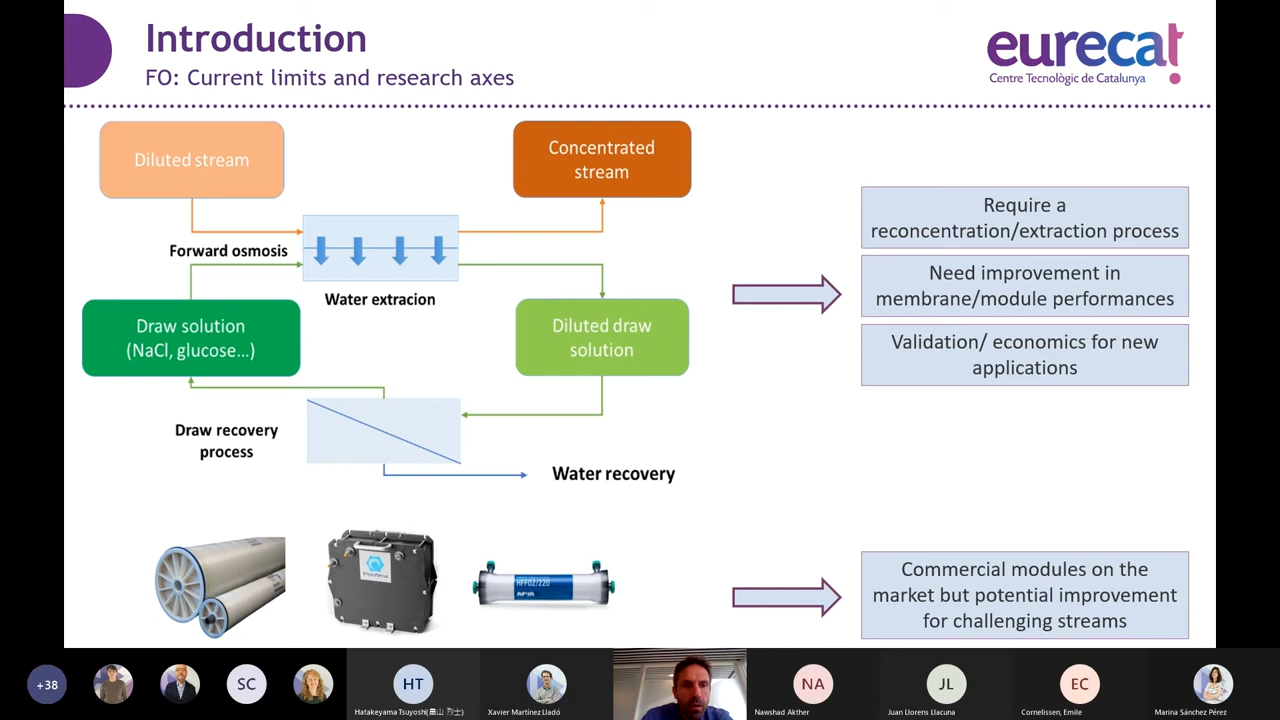 Introduction
FO: Current limits and research axes
eurecat
Centre Tecnològic de Catalunya
Diluted stream
Concentrated
stream
Forward osmosis
Water extracion
Draw solution
(NaCl, glucose...)
Diluted draw
solution
Draw recovery
process
Water recovery
Require a
reconcentration/extraction process
Need improvement in
membrane/module performances
Validation/ economics for new
applications
HFFO2/220
Commercial modules on the
market but potential improvement
for challenging streams
+38
SC
HT
NA
JL
EC
Hatakeyama Tsuyoshi(畠山 烈士)
Xavier Martínez Lladó
Nawshad Akther
Juan Llorens Llacuna
Cornelissen, Emile
Marina Sánchez Pérez